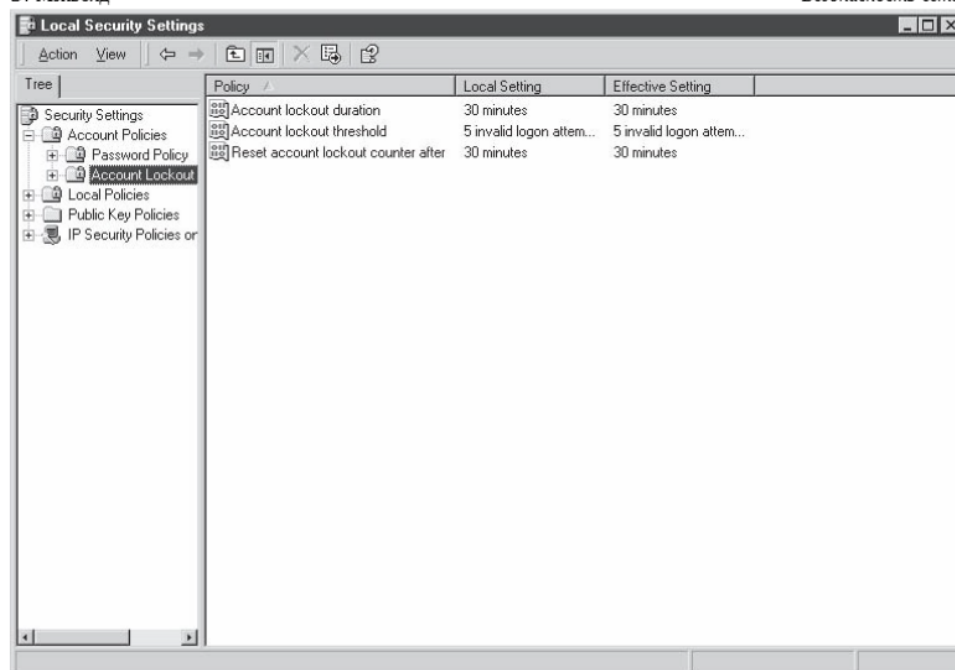 Local Security Settings
Action View
Tree
Policy Local Setting Effective Setting
Security Settings
Account Policies
Password Policy
Account Lockout
Local Policies
Public Key Policies
IP Security Policies or
Account lockout duration 30 minutes 30 minutes
Account lockout threshold 5 invalid logon attem... 5 invalid logon attem...
Reset account lockout counter after 30 minutes 30 minutes